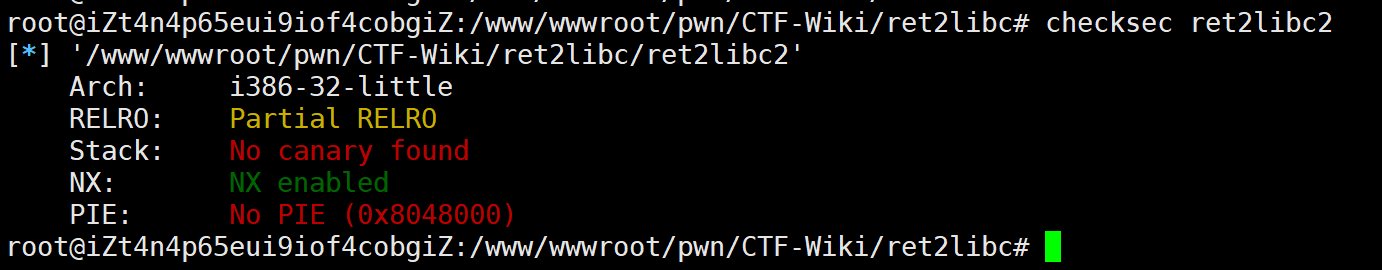 root@iZt4n4p65eui9iof4cobgiZ:/www/wwwroot/pwn/CTF-Wiki/ret2libc# checksec ret2libc2
[*] '/www/wwwroot/pwn/CTF-Wiki/ret2libc/ret2libc2'
    Arch:     i386-32-little
    RELRO:    Partial RELRO
    Stack:    No canary found
    NX:       NX enabled
    PIE:      No PIE (0x8048000)
root@iZt4n4p65eui9iof4cobgiZ:/www/wwwroot/pwn/CTF-Wiki/ret2libc#